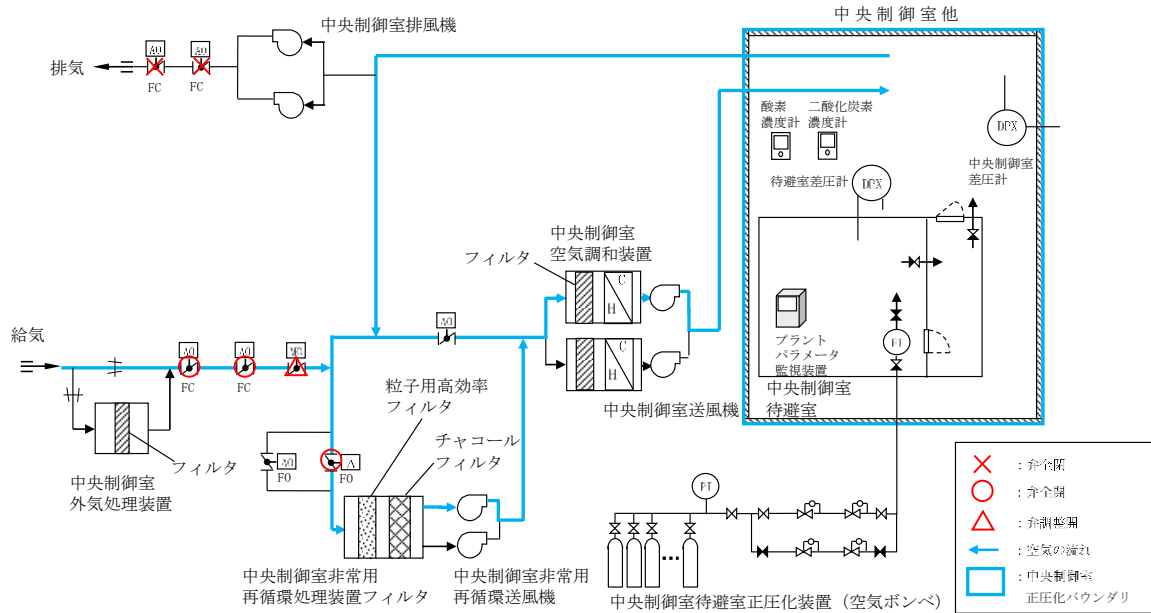 中央制御室他
中央制御室排風機
AO
AO
排気
FC
FC
酸素
濃度計
二酸化炭素
濃度計
DPX
中央制御室
差圧計
待避室差圧計
DPX
中央制御室
空気調和装置
フィルタ
C
H
C
H
給気
AO
AO
MO
AO
FC
FC
FI
プラント
パラメータ
監視装置
中央制御室
待避室
中央制御室送風機
粒子用高効率
フィルタ
チャコール
フィルタ
フィルタ
中央制御室
外気処理装置
AO
FO
A
FO
中央制御室非常用
再循環処理装置フィルタ
中央制御室非常用
再循環送風機
PI
中央制御室待避室正圧化装置（空気ボンベ）
：弁全閉
：弁調整開
：空気の流れ
：中央制御室
正圧化バウンダリ